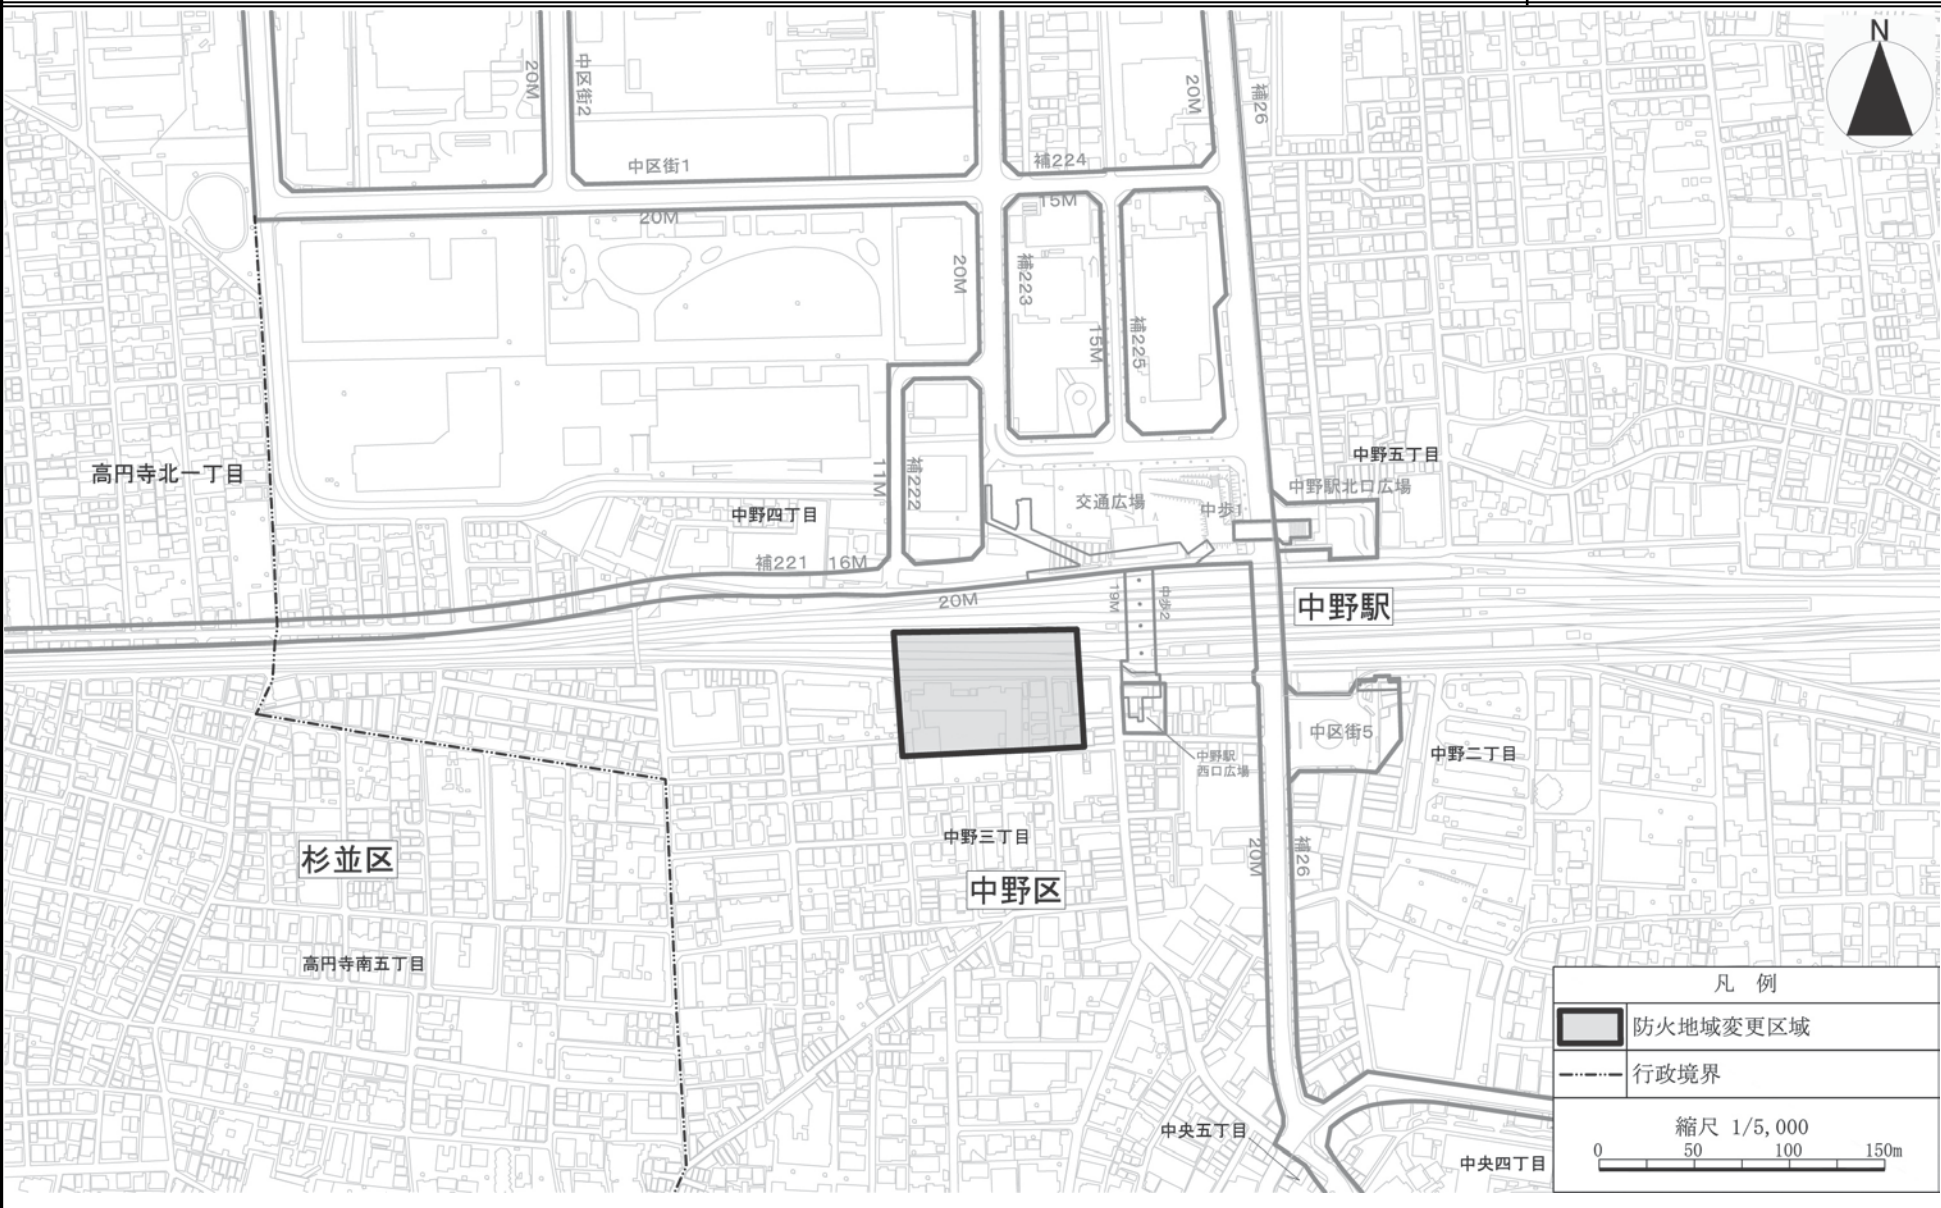 N
20M
中区街2
中区街1
20M
補224
20M
補26
15M
20M
補223
15M
補225
高円寺北一丁目
中野四丁目
11M
補222
交通広場
中歩1
中野五丁目
中野駅北口広場
補221 16M
20M
19M
中歩2
中野駅
中区街5
中野二丁目
中野駅
西口広場
中野三丁目
杉並区
中野区
20M
補26
高円寺南五丁目
中央五丁目
中央四丁目
凡 例
防火地域変更区域
行政境界
縮尺 1/5,000
0 50 100 150m